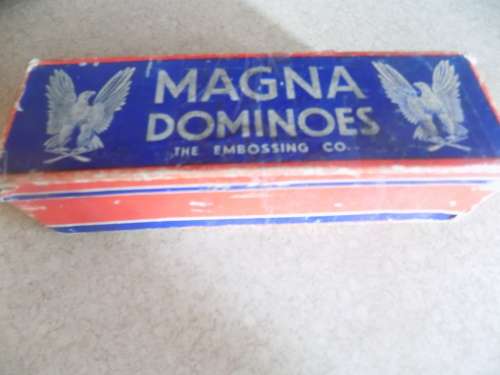 MAGNA
DOMINOES
THE EMBOSSING CO.